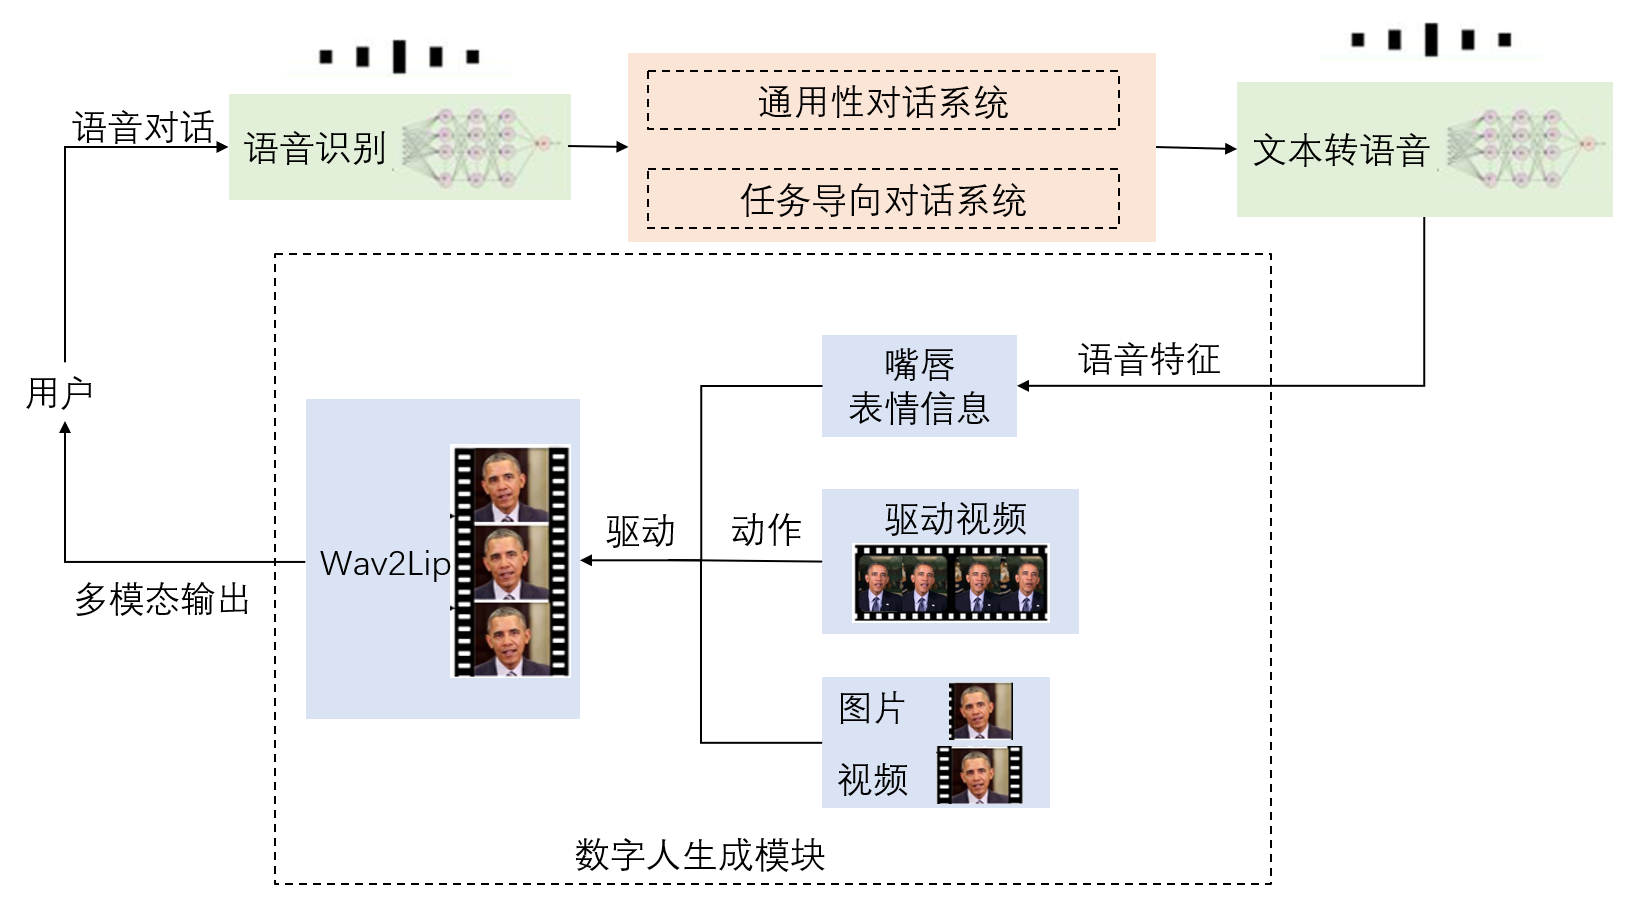 语音对话
语音识别
通用性对话系统
任务导向对话系统
文本转语音
语音特征
嘴唇
表情信息
用户
驱动
动作
驱动视频
Wav2Lip
多模态输出
图片
视频
数字人生成模块